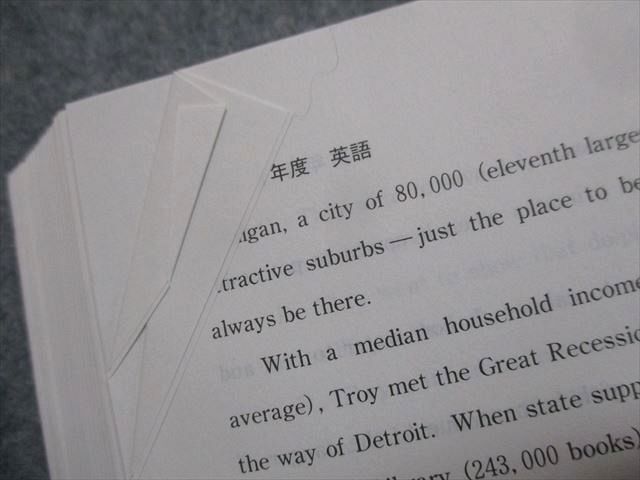 年度 英語
igan, a city of 80,000 (eleventh large
tractive suburbs—just the place to be
always be there.
With a median household income
average), Troy met the Great Recessio
the way of Detroit. When state supp
(243,000 books)